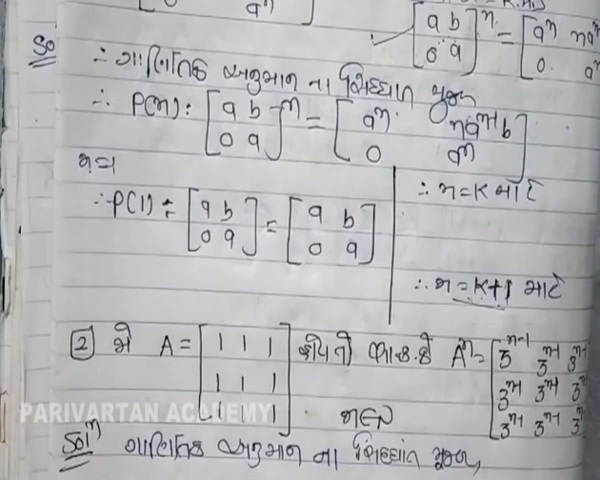 [a b; 0 a]^n = [a^n na^n; 0 a^n]
Sol
∴ ગાણિતિક અનુમાન ના સિધ્ધાંત મુજબ
∴ P(n): [a b; 0 a]^n = [a^n na^{n-1}b; 0 a^n]
n=1
∴ P(1) = [a b; 0 a] = [a b; 0 a]
∴ n=K માટે
∴ n=K+1 માટે
2 જો A = [1 1 1; 1 1 1; 1 1 1] હોય તો સા.ક.કે A^n = [3^{n-1} 3^{n-1} 3^{n-1}; 3^{n-1} 3^{n-1} 3^{n-1}; 3^{n-1} 3^{n-1} 3^{n-1}]
n∈N
PARIVARTAN ACADEMY
Solⁿ ગાણિતિક અનુમાન ના સિધ્ધાંત મુજબ,